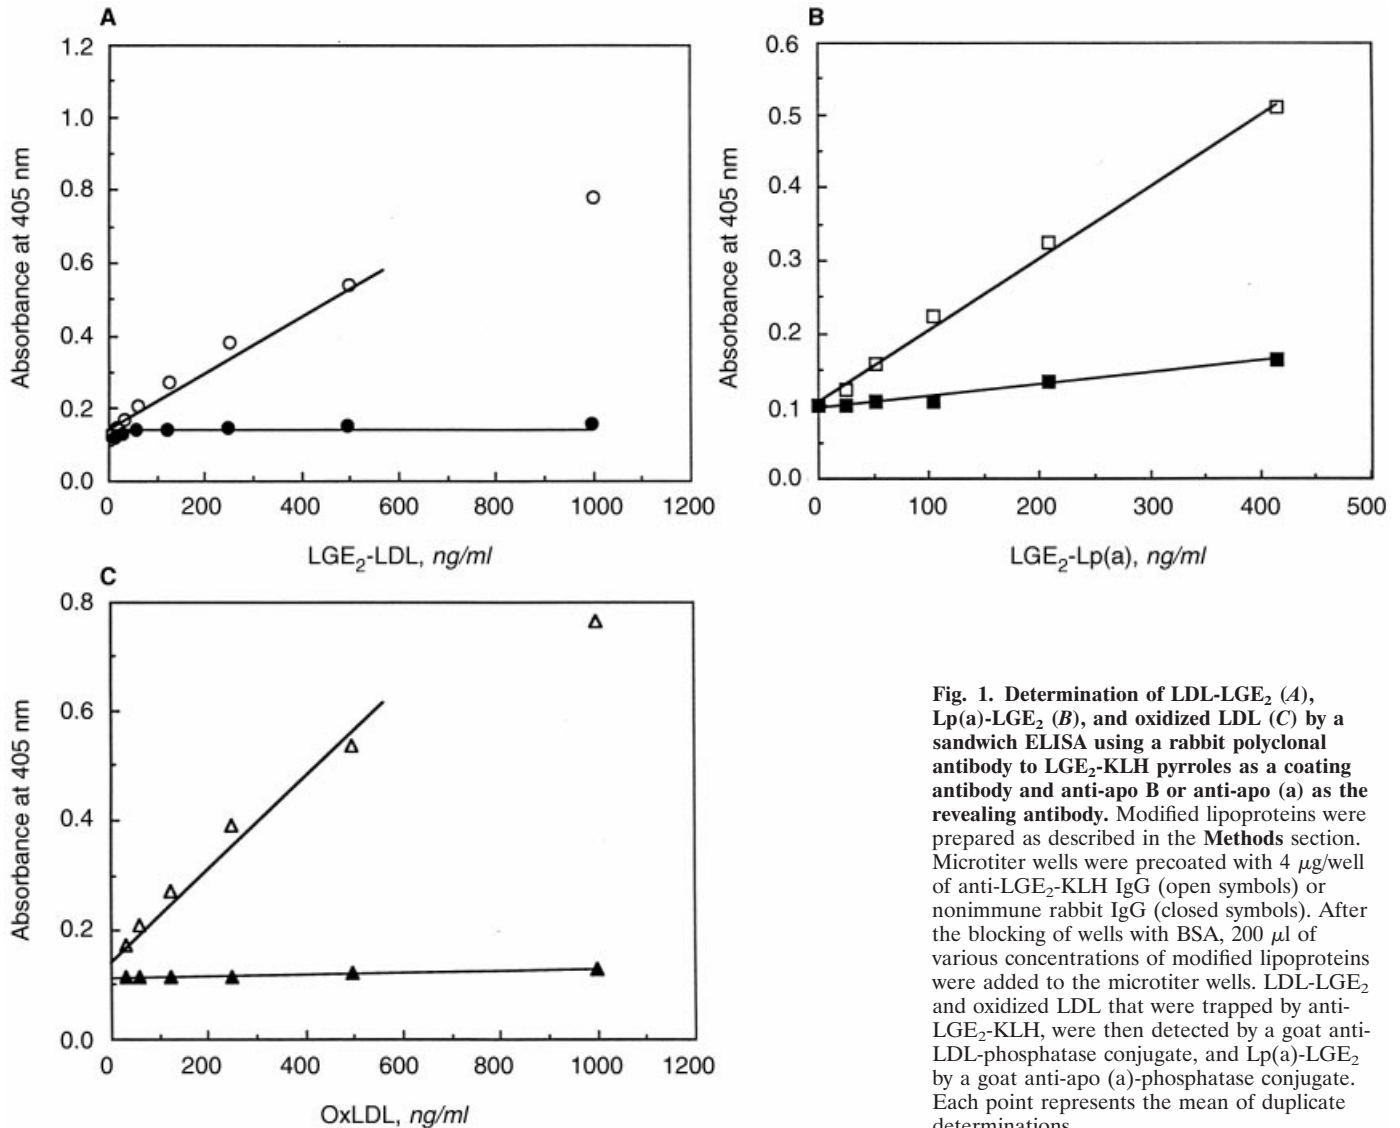 A
1.2
1.0
0.8
0.6
0.4
0.2
0.0
Absorbance at 405 nm
0 200 400 600 800 1000 1200
LGE₂-LDL, ng/ml
B
0.6
0.5
0.4
0.3
0.2
0.1
0.0
Absorbance at 405 nm
0 100 200 300 400 500
LGE₂-Lp(a), ng/ml
C
0.8
0.6
0.4
0.2
0.0
Absorbance at 405 nm
0 200 400 600 800 1000 1200
OxLDL, ng/ml
Fig. 1. Determination of LDL-LGE₂ (A),
Lp(a)-LGE₂ (B), and oxidized LDL (C) by a
sandwich ELISA using a rabbit polyclonal
antibody to LGE₂-KLH pyrroles as a coating
antibody and anti-apo B or anti-apo (a) as the
revealing antibody. Modified lipoproteins were
prepared as described in the Methods section.
Microtiter wells were precoated with 4 μg/well
of anti-LGE₂-KLH IgG (open symbols) or
nonimmune rabbit IgG (closed symbols). After
the blocking of wells with BSA, 200 μl of
various concentrations of modified lipoproteins
were added to the microtiter wells. LDL-LGE₂
and oxidized LDL that were trapped by anti-
LGE₂-KLH, were then detected by a goat anti-
LDL-phosphatase conjugate, and Lp(a)-LGE₂
by a goat anti-apo (a)-phosphatase conjugate.
Each point represents the mean of duplicate
determinations